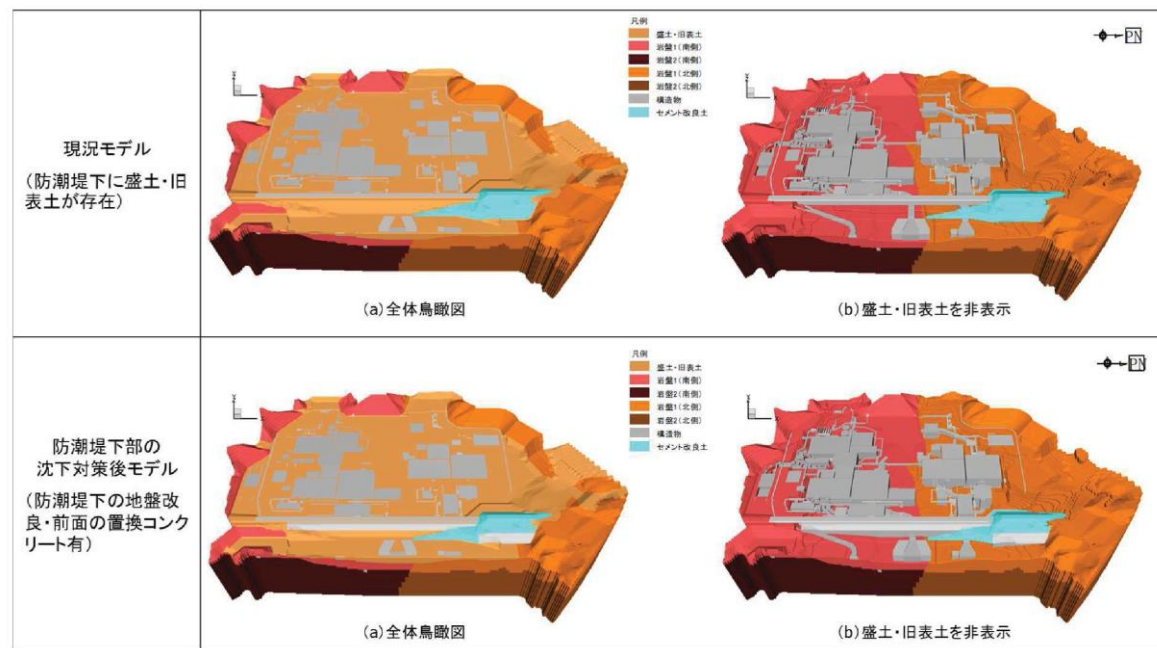 現況モデル
(防潮堤下に盛土・旧
表土が存在)
凡例
盛土・旧表土
岩盤1(南側)
岩盤2(南側)
岩盤1(北側)
岩盤2(北側)
構造物
セメント改良土
PN
(a)全体鳥瞰図
(b)盛土・旧表土を非表示
防潮堤下部の
沈下対策後モデル
(防潮堤下の地盤改
良・前面の置換コンク
リート有)
凡例
盛土・旧表土
岩盤1(南側)
岩盤2(南側)
岩盤1(北側)
岩盤2(北側)
構造物
セメント改良土
PN
(a)全体鳥瞰図
(b)盛土・旧表土を非表示